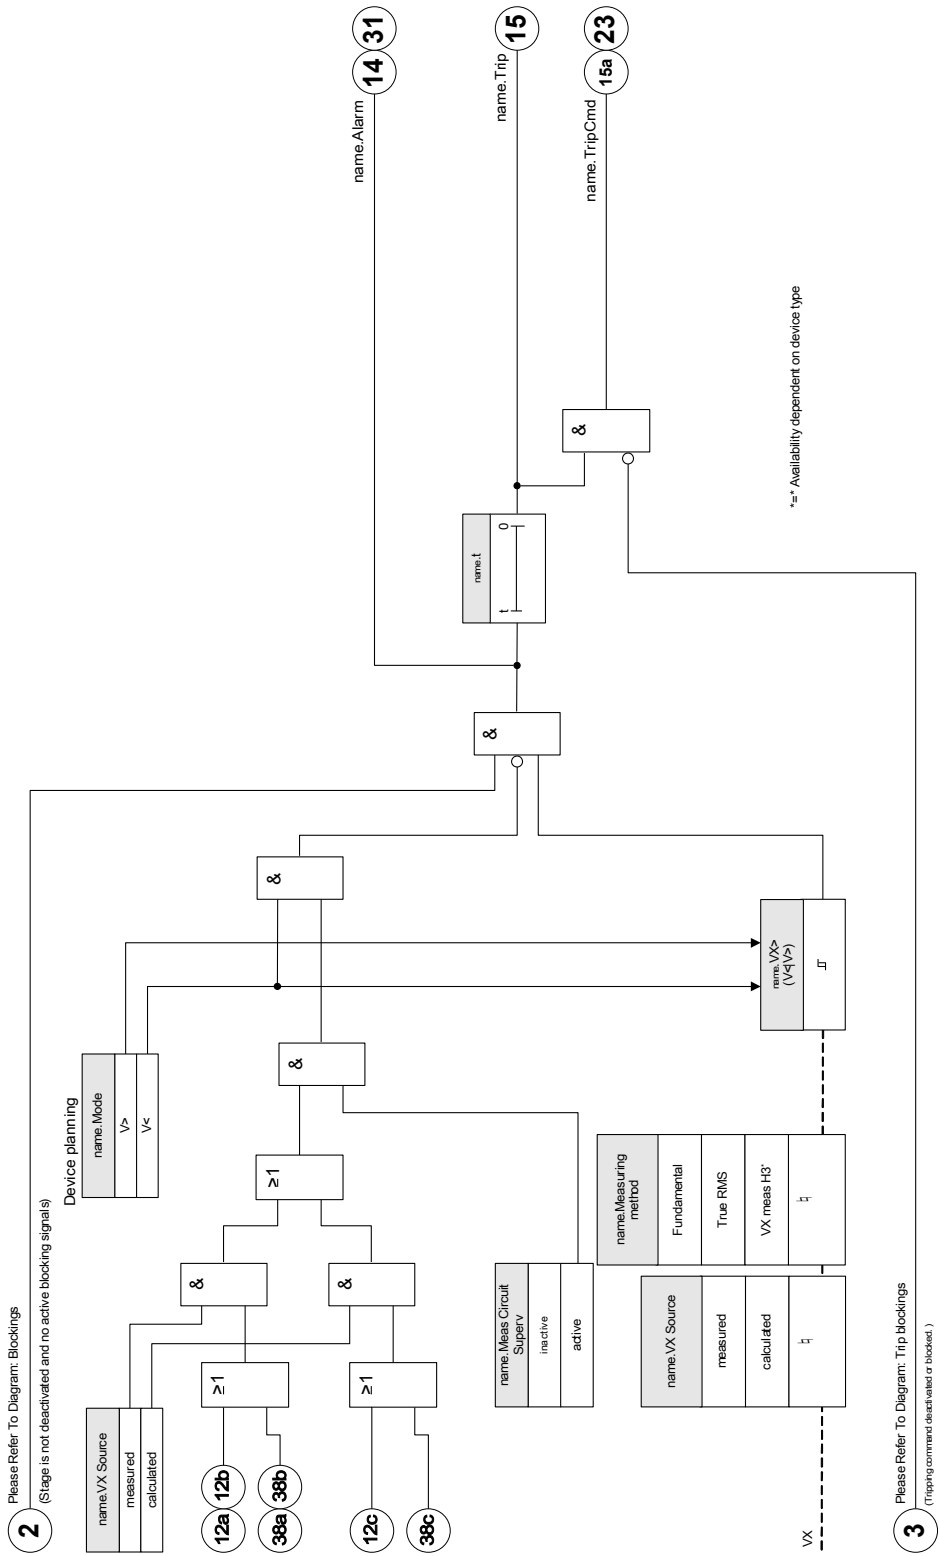 2
Please Refer To Diagram: Blockings
(Stage is not deactivated and no active blocking signals)
Device planning
name.Mode
V>
V<
name.VX Source
measured
calculated
12a
12b
38a
38b
12c
38c
≥1
≥1
&
&
≥1
&
&
name.Meas Circuit
Superv
inactive
active
name.VX Source
measured
calculated
name.Measuring
method
Fundamental
True RMS
VX meas H3*
VX
name.VX>
(V<|V>)
&
name.t
t
0
&
name.Alarm
14
31
name.Trip
15
name.TripCmd
15a
23
*=* Availability dependent on device type
3
Please Refer To Diagram: Trip blockings
(Tripping command deactivated or blocked. )